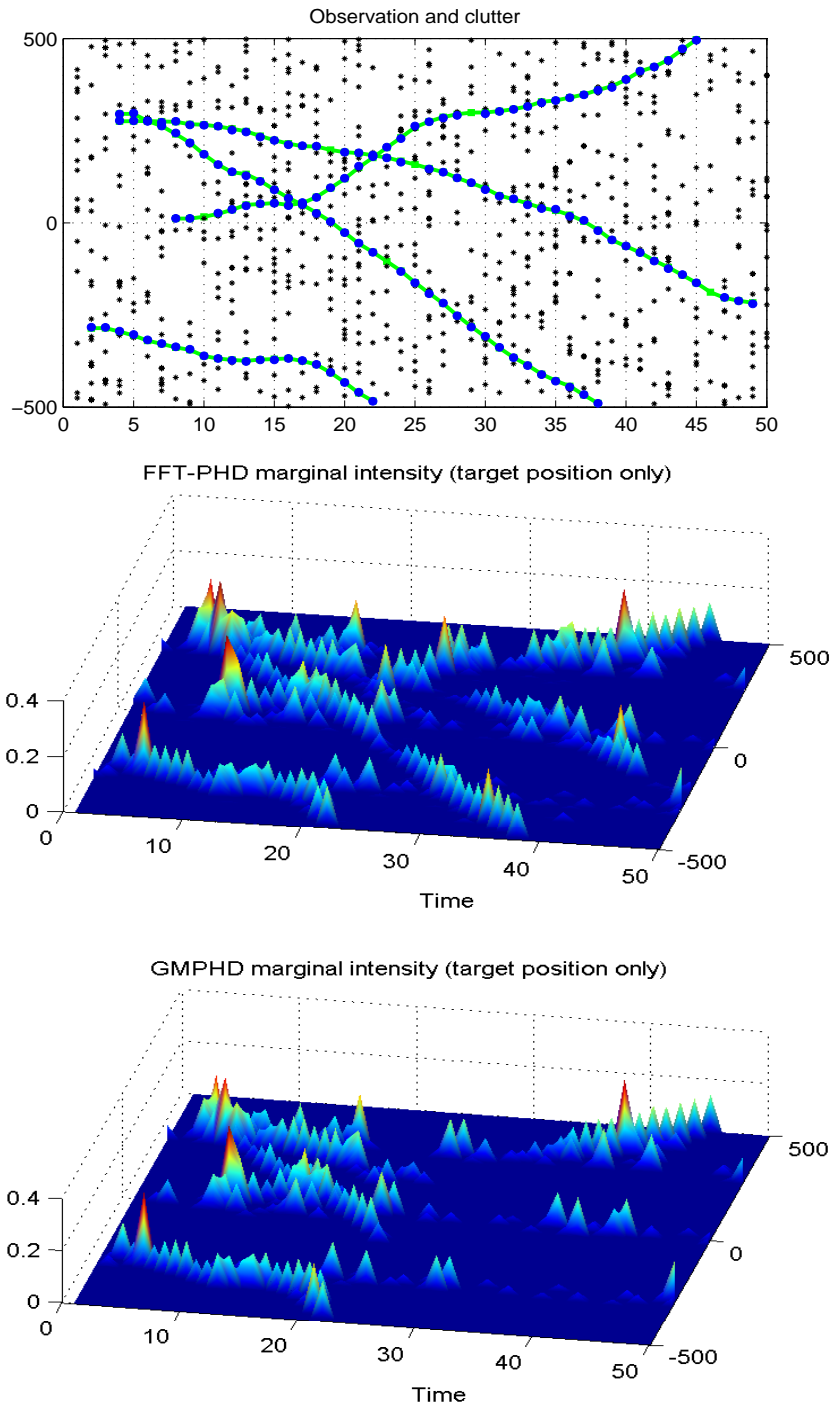 Observation and clutter
500
0
−500
0 5 10 15 20 25 30 35 40 45 50
FFT-PHD marginal intensity (target position only)
500
0
-500
0.4
0.2
0
0 10 20 30 40 50
Time
GMPHD marginal intensity (target position only)
500
0
-500
0.4
0.2
0
0 10 20 30 40 50
Time